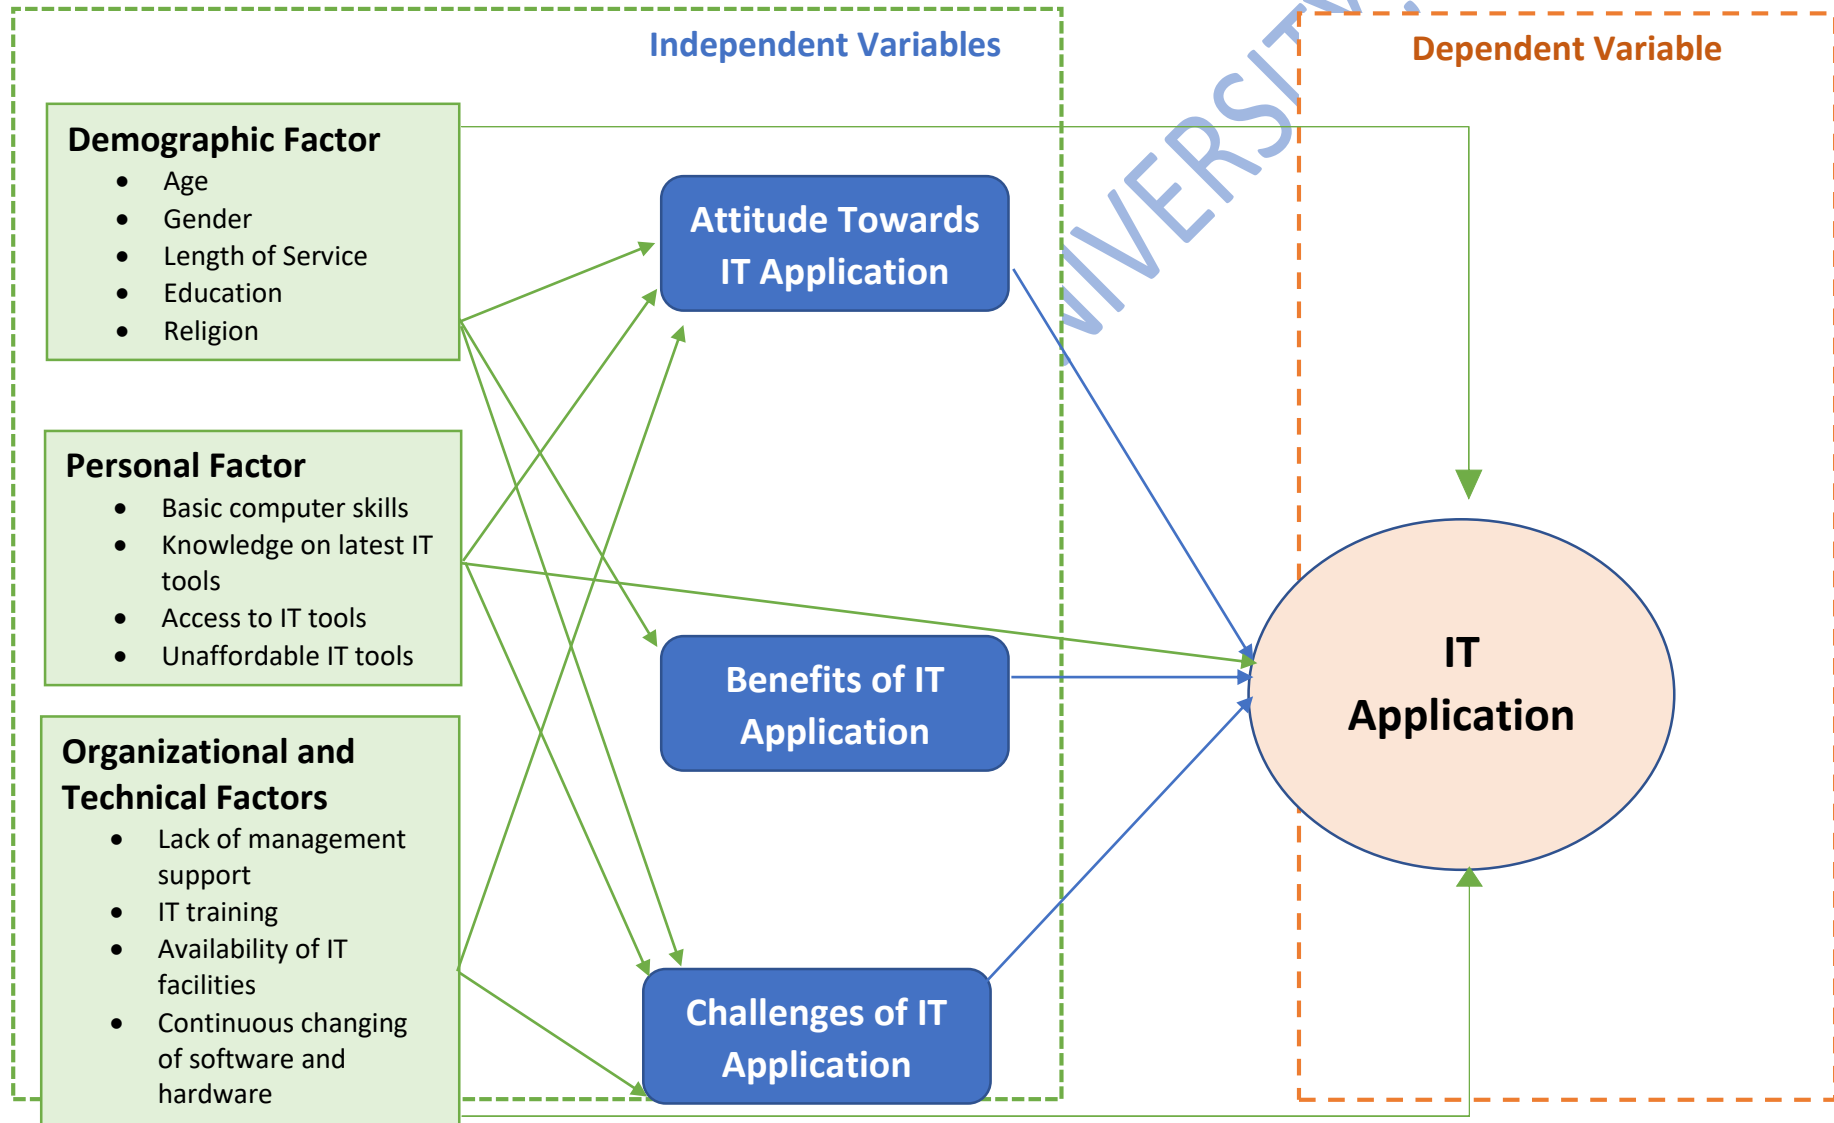 Independent Variables
Dependent Variable
Demographic Factor
• Age
• Gender
• Length of Service
• Education
• Religion
Personal Factor
• Basic computer skills
• Knowledge on latest IT
tools
• Access to IT tools
• Unaffordable IT tools
Organizational and
Technical Factors
• Lack of management
support
• IT training
• Availability of IT
facilities
• Continuous changing
of software and
hardware
Attitude Towards
IT Application
Benefits of IT
Application
Challenges of IT
Application
IT
Application